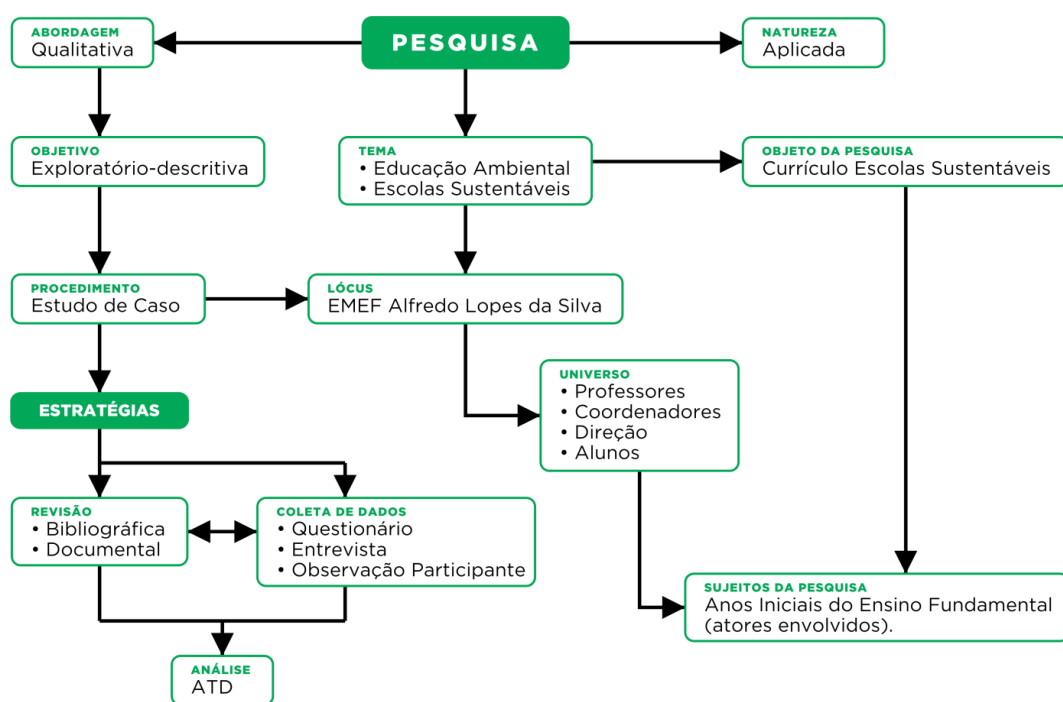 PESQUISA
ABORDAGEM
Qualitativa
NATUREZA
Aplicada
OBJETIVO
Exploratório-descritiva
TEMA
• Educação Ambiental
• Escolas Sustentáveis
OBJETO DA PESQUISA
Currículo Escolas Sustentáveis
PROCEDIMENTO
Estudo de Caso
LÓCUS
EMEF Alfredo Lopes da Silva
UNIVERSO
• Professores
• Coordenadores
• Direção
• Alunos
ESTRATÉGIAS
REVISÃO
• Bibliográfica
• Documental
COLETA DE DADOS
• Questionário
• Entrevista
• Observação Participante
SUJEITOS DA PESQUISA
Anos Iniciais do Ensino Fundamental
(atores envolvidos).
ANÁLISE
ATD